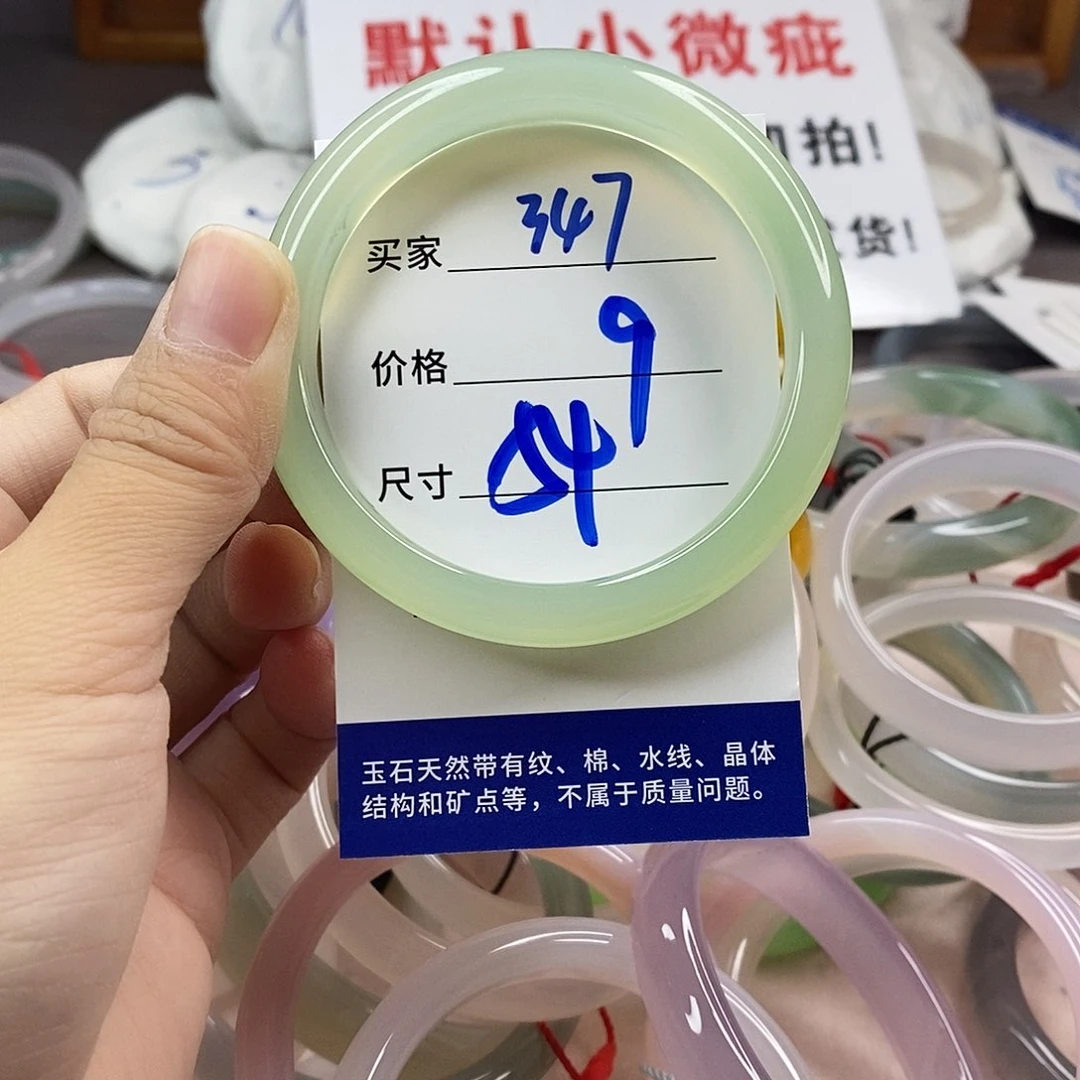 默认小微疵
拍!
货!
买家 347
价格 9
尺寸 54
玉石天然带有纹、棉、水线、晶体
结构和矿点等，不属于质量问题。